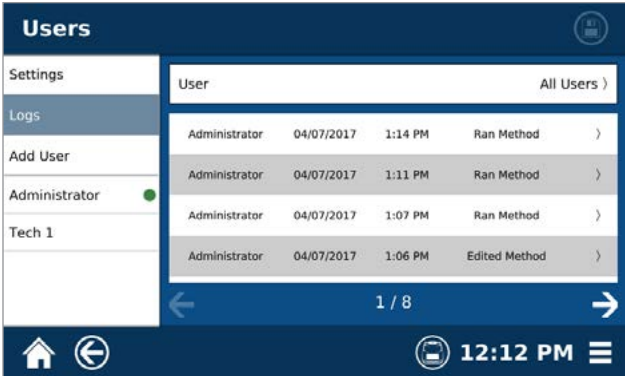 Users
Settings
Logs
Add User
Administrator
Tech 1
User All Users 〉
Administrator 04/07/2017 1:14 PM Ran Method 〉
Administrator 04/07/2017 1:11 PM Ran Method 〉
Administrator 04/07/2017 1:07 PM Ran Method 〉
Administrator 04/07/2017 1:06 PM Edited Method 〉
1 / 8
12:12 PM